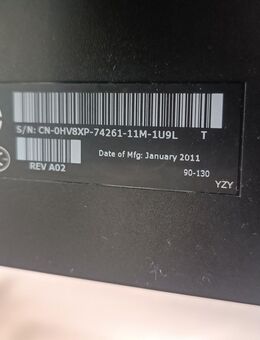 S/N: CN-0HV8XP-74261-11M-1U9L T
Date of Mfg: January 2011
REV A02
90-130
YZY